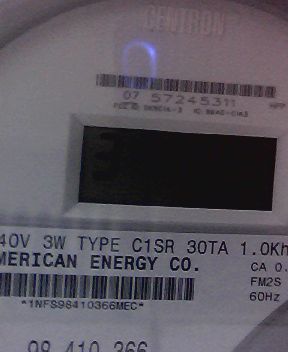 CENTRON
07 57245311
40V 3W TYPE C1SR 30TA 1.0Kh
MERICAN ENERGY CO.
CA 0.
FM2S
60Hz
*1NFS98410366MEC*
98 410 366